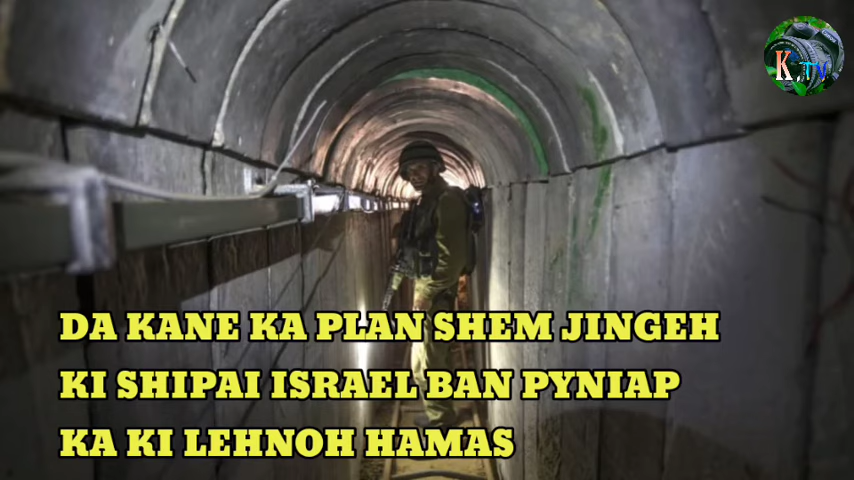 K.TV
DA KANE KA PLAN SHEM JINGEH
KI SHIPAI ISRAEL BAN PYNIAP
KA KI LEHNOH HAMAS